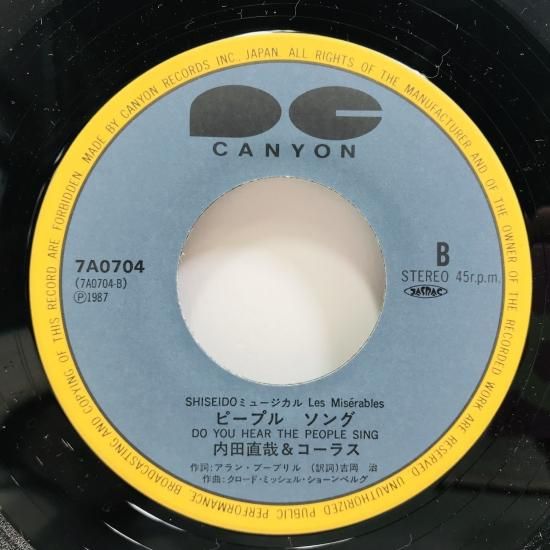 MADE BY CANYON RECORDS INC., JAPAN. ALL RIGHTS OF THE MANUFACTURER AND OF THE OWNER OF THE RECORDED WORK ARE RESERVED. UNAUTHORIZED PUBLIC PERFORMANCE, BROADCASTING AND COPYING OF THIS RECORD ARE FORBIDDEN.
CANYON
7A0704
(7A0704-B)
Ⓟ1987
B
STEREO 45r.p.m.
JASRAC
SHISEIDOミュージカル Les Misérables
ピープル ソング
DO YOU HEAR THE PEOPLE SING
内田直哉&コーラス
作詞:アラン・ブーブリル (訳詞)吉岡 治
作曲:クロード・ミッシェル・ショーンベルグ